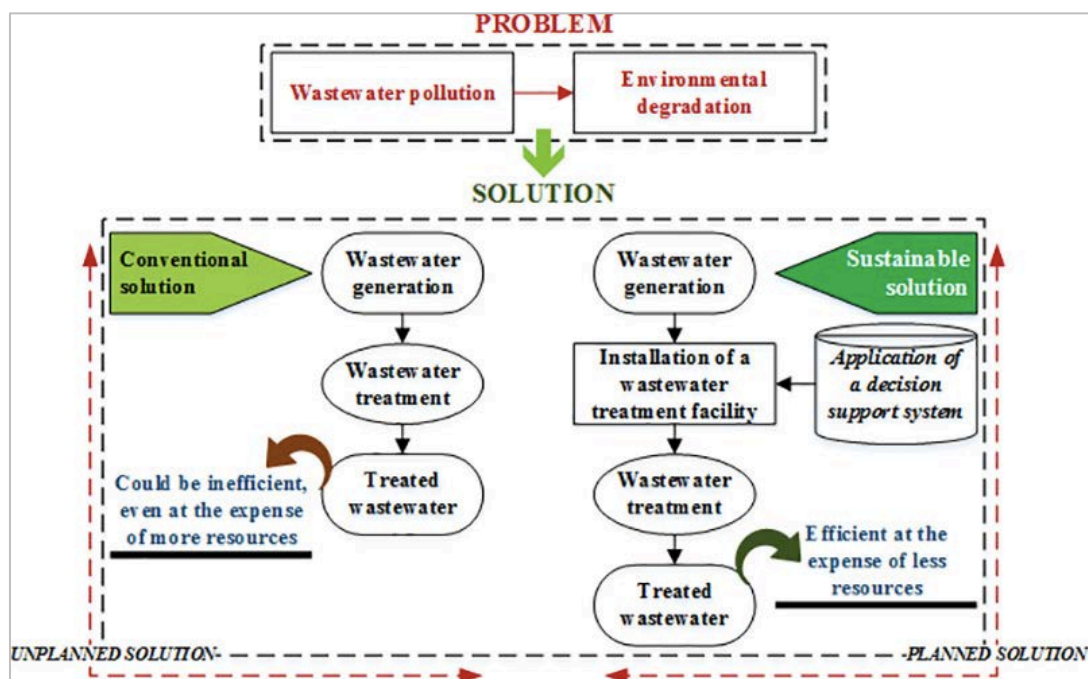 PROBLEM
Wastewater pollution
Environmental
degradation
SOLUTION
Conventional
solution
Wastewater
generation
Wastewater
treatment
Treated
wastewater
Could be inefficient,
even at the expense
of more resources
Wastewater
generation
Sustainable
solution
Installation of a
wastewater
treatment facility
Application of
a decision
support system
Wastewater
treatment
Treated
wastewater
Efficient at the
expense of less
resources
UNPLANNED SOLUTION-
-PLANNED SOLUTION